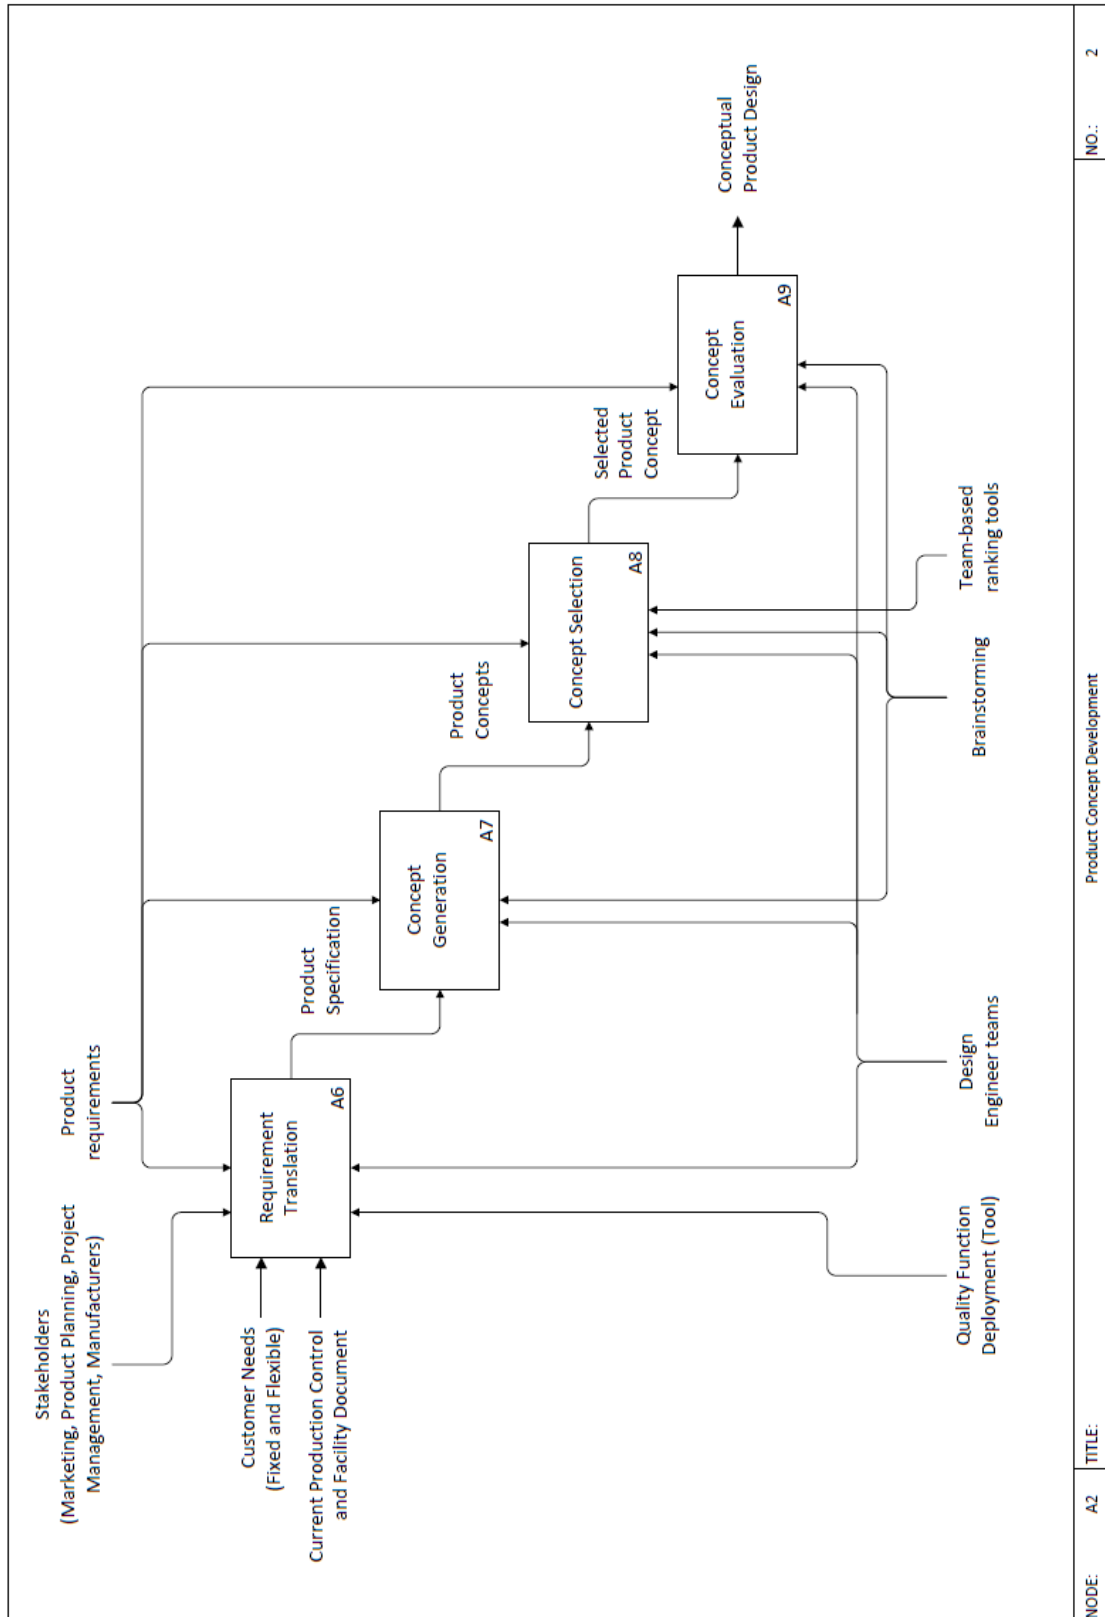 Stakeholders
(Marketing, Product Planning, Project
Management, Manufacturers)
Product
requirements
Customer Needs
(Fixed and Flexible)
Current Production Control
and Facility Document
Requirement
Translation
A6
Product
Specification
Concept
Generation
A7
Product
Concepts
Concept Selection
A8
Selected
Product
Concept
Concept
Evaluation
A9
Conceptual
Product Design
Quality Function
Deployment (Tool)
Design
Engineer teams
Brainstorming
Team-based
ranking tools
NODE:
A2
TITLE:
Product Concept Development
NO.:
2